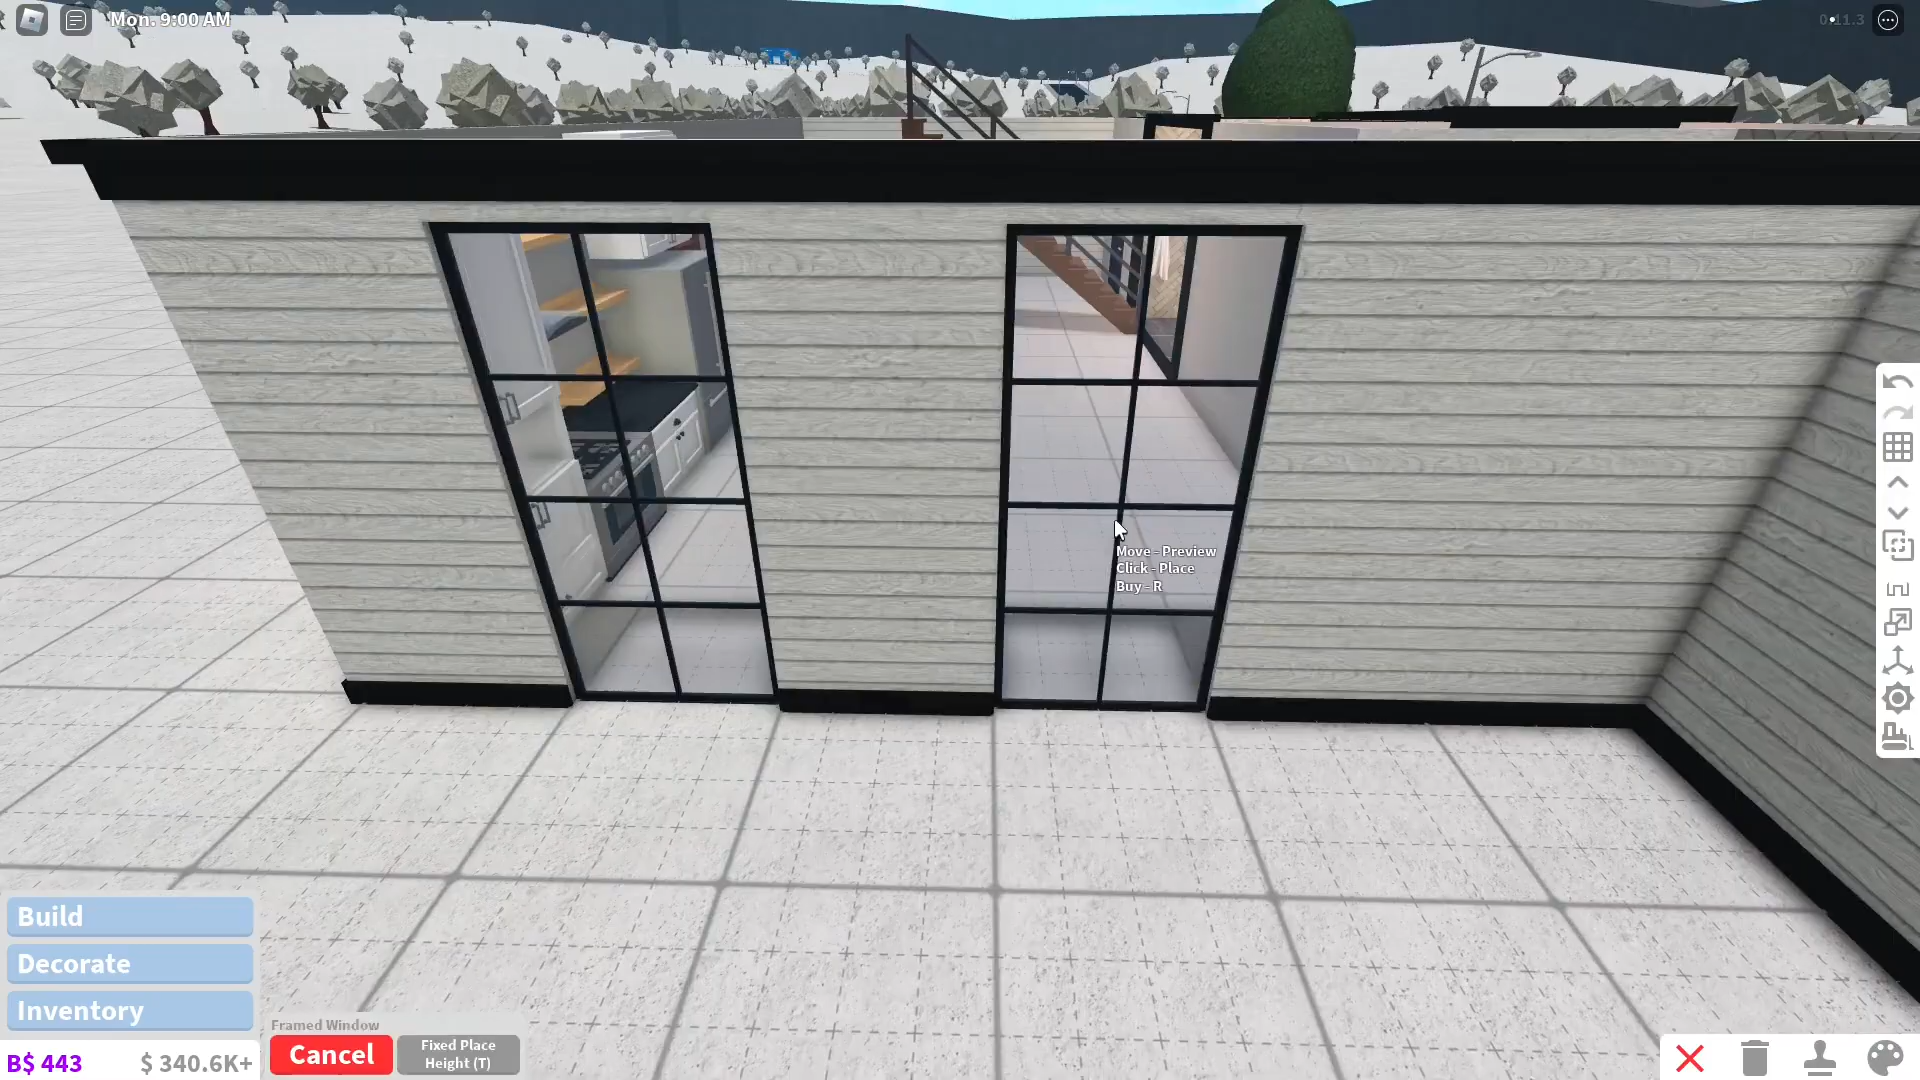 Mon. 9:00 AM
Move - Preview
Click - Place
Buy - R
Build
Decorate
Inventory
Framed Window
Cancel
Fixed Place
Height (T)
B$ 443
$ 340.6K+